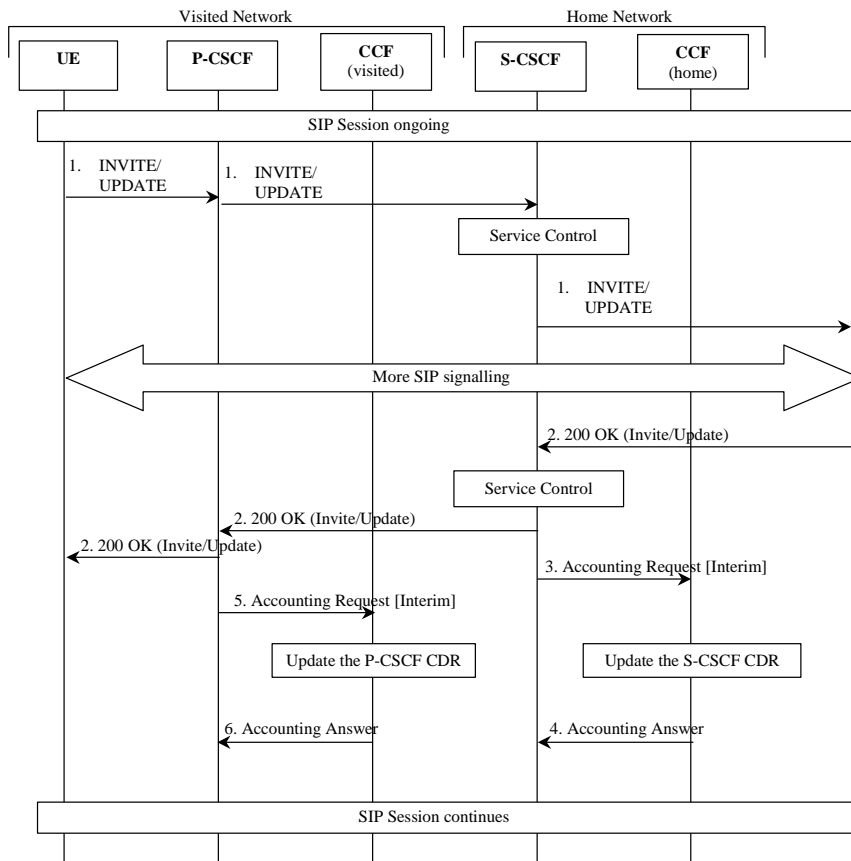 Visited Network
Home Network
UE
P-CSCF
CCF
(visited)
S-CSCF
CCF
(home)
SIP Session ongoing
1. INVITE/
UPDATE
1. INVITE/
UPDATE
Service Control
1. INVITE/
UPDATE
More SIP signalling
2. 200 OK (Invite/Update)
Service Control
2. 200 OK (Invite/Update)
2. 200 OK (Invite/Update)
3. Accounting Request [Interim]
5. Accounting Request [Interim]
Update the P-CSCF CDR
Update the S-CSCF CDR
6. Accounting Answer
4. Accounting Answer
SIP Session continues